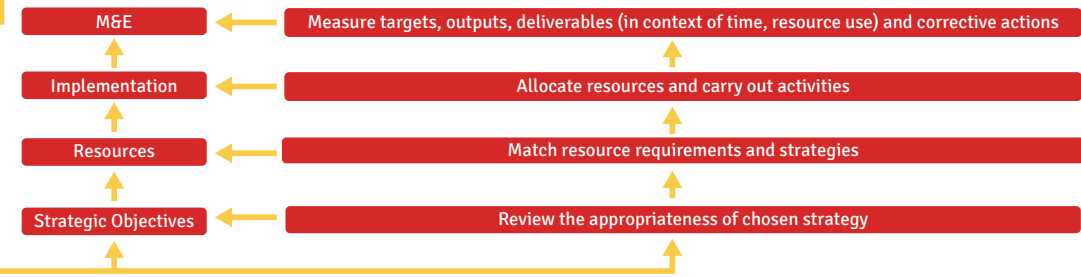 M&E
Measure targets, outputs, deliverables (in context of time, resource use) and corrective actions
Implementation
Allocate resources and carry out activities
Resources
Match resource requirements and strategies
Strategic Objectives
Review the appropriateness of chosen strategy